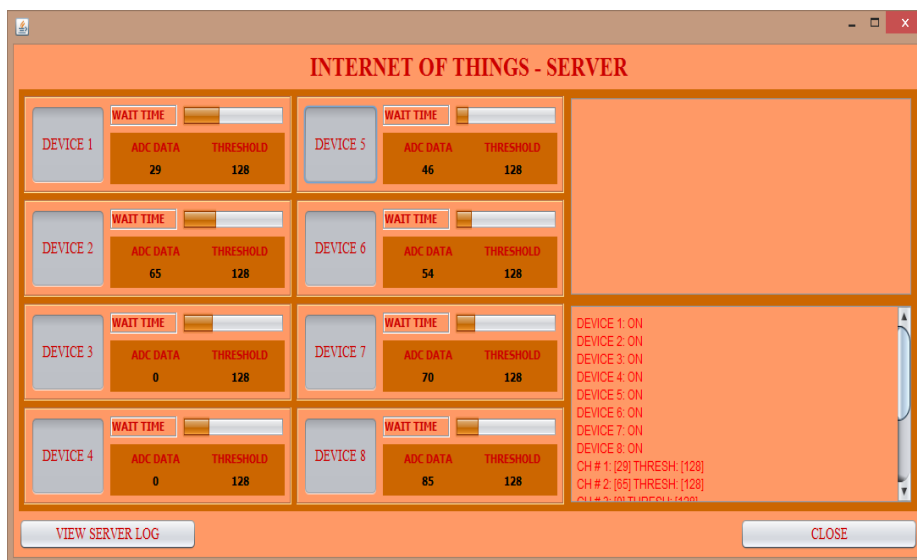 INTERNET OF THINGS - SERVER
DEVICE 1
WAIT TIME
ADC DATA THRESHOLD
29 128
DEVICE 2
WAIT TIME
ADC DATA THRESHOLD
65 128
DEVICE 3
WAIT TIME
ADC DATA THRESHOLD
0 128
DEVICE 4
WAIT TIME
ADC DATA THRESHOLD
0 128
DEVICE 5
WAIT TIME
ADC DATA THRESHOLD
46 128
DEVICE 6
WAIT TIME
ADC DATA THRESHOLD
54 128
DEVICE 7
WAIT TIME
ADC DATA THRESHOLD
70 128
DEVICE 8
WAIT TIME
ADC DATA THRESHOLD
85 128
DEVICE 1: ON
DEVICE 2: ON
DEVICE 3: ON
DEVICE 4: ON
DEVICE 5: ON
DEVICE 6: ON
DEVICE 7: ON
DEVICE 8: ON
CH # 1: [29] THRESH: [128]
CH # 2: [65] THRESH: [128]
CH # 3: [0] THRESH: [128]
VIEW SERVER LOG
CLOSE